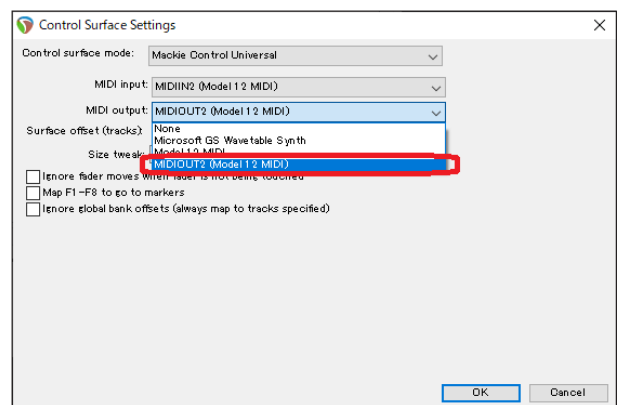 Control Surface Settings
Control surface mode: Mackie Control Universal
MIDI input: MIDIIN2 (Model 12 MIDI)
MIDI output: MIDIOUT2 (Model 12 MIDI)
Surface offset (tracks): None
Microsoft GS Wavetable Synth
Size tweak: Model 12 MIDI
MIDIOUT2 (Model 12 MIDI)
Ignore fader moves when fader is not being touched
Map F1-F8 to go to markers
Ignore global bank offsets (always map to tracks specified)
OK Cancel